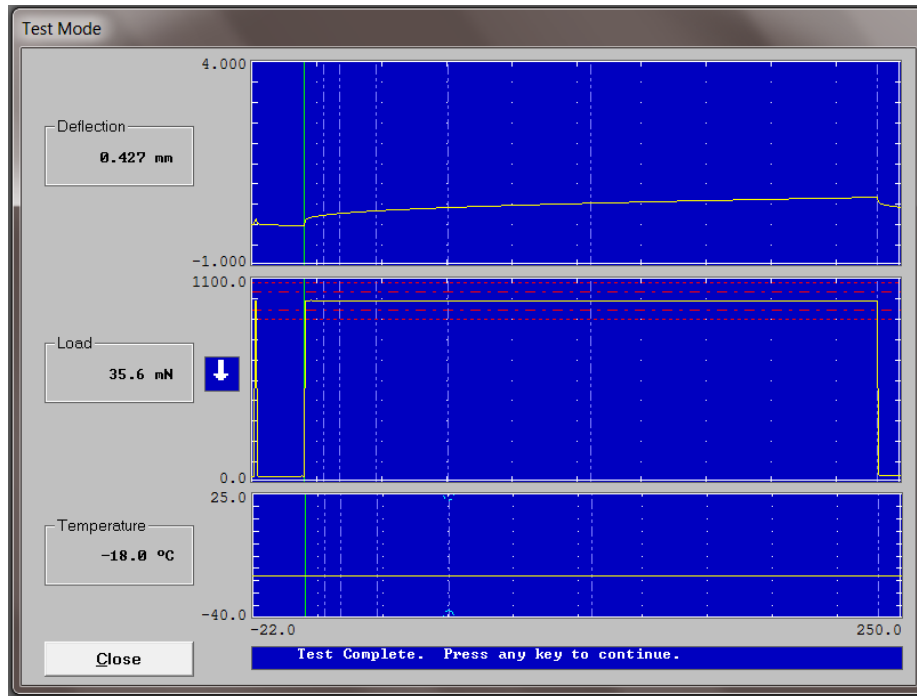 Test Mode
4.000
Deflection
0.427 mm
-1.000
1100.0
Load
35.6 mN
0.0
25.0
Temperature
-18.0 ºC
-40.0
-22.0 250.0
Close
Test Complete. Press any key to continue.